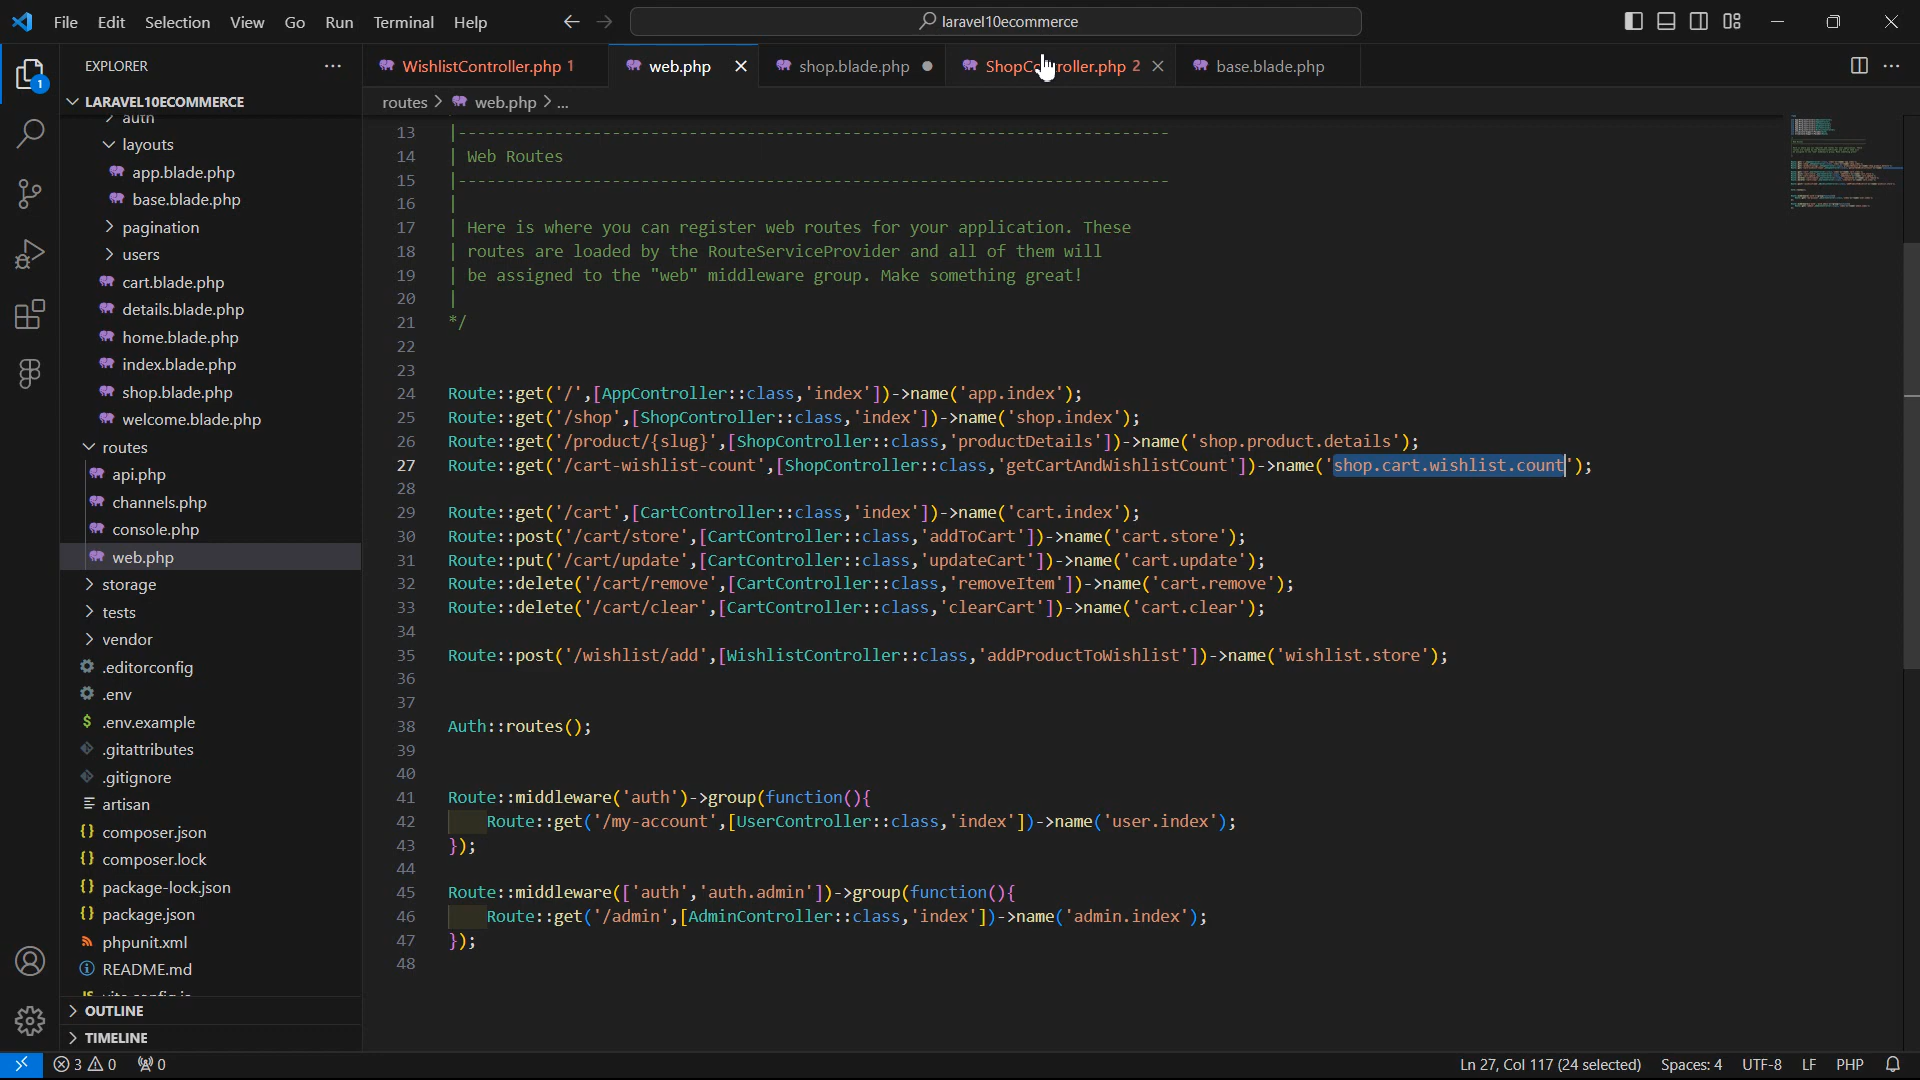 File Edit Selection View Go Run Terminal Help
laravel10ecommerce
EXPLORER
WishlistController.php 1
web.php
shop.blade.php
ShopController.php 2
base.blade.php
LARAVEL10ECOMMERCE
routes > web.php > ...
auth
layouts
app.blade.php
base.blade.php
pagination
users
cart.blade.php
details.blade.php
home.blade.php
index.blade.php
shop.blade.php
welcome.blade.php
routes
api.php
channels.php
console.php
web.php
storage
tests
vendor
.editorconfig
.env
.env.example
.gitattributes
.gitignore
artisan
composer.json
composer.lock
package-lock.json
package.json
phpunit.xml
README.md
OUTLINE
TIMELINE
13 |--------------------------------------------------------------------------
14 | Web Routes
15 |--------------------------------------------------------------------------
16 |
17 | Here is where you can register web routes for your application. These
18 | routes are loaded by the RouteServiceProvider and all of them will
19 | be assigned to the "web" middleware group. Make something great!
20 |
21 */
22
23
24 Route::get('/',[AppController::class,'index'])->name('app.index');
25 Route::get('/shop',[ShopController::class,'index'])->name('shop.index');
26 Route::get('/product/{slug}',[ShopController::class,'productDetails'])->name('shop.product.details');
27 Route::get('/cart-wishlist-count',[ShopController::class,'getCartAndWishlistCount'])->name('shop.cart.wishlist.count');
28
29 Route::get('/cart',[CartController::class,'index'])->name('cart.index');
30 Route::post('/cart/store',[CartController::class,'addToCart'])->name('cart.store');
31 Route::put('/cart/update',[CartController::class,'updateCart'])->name('cart.update');
32 Route::delete('/cart/remove',[CartController::class,'removeItem'])->name('cart.remove');
33 Route::delete('/cart/clear',[CartController::class,'clearCart'])->name('cart.clear');
34
35 Route::post('/wishlist/add',[WishlistController::class,'addProductToWishlist'])->name('wishlist.store');
36
37
38 Auth::routes();
39
40
41 Route::middleware('auth')->group(function(){
42 Route::get('/my-account',[UserController::class,'index'])->name('user.index');
43 });
44
45 Route::middleware(['auth','auth.admin'])->group(function(){
46 Route::get('/admin',[AdminController::class,'index'])->name('admin.index');
47 });
48
3 0 0 Ln 27, Col 117 (24 selected) Spaces: 4 UTF-8 LF PHP